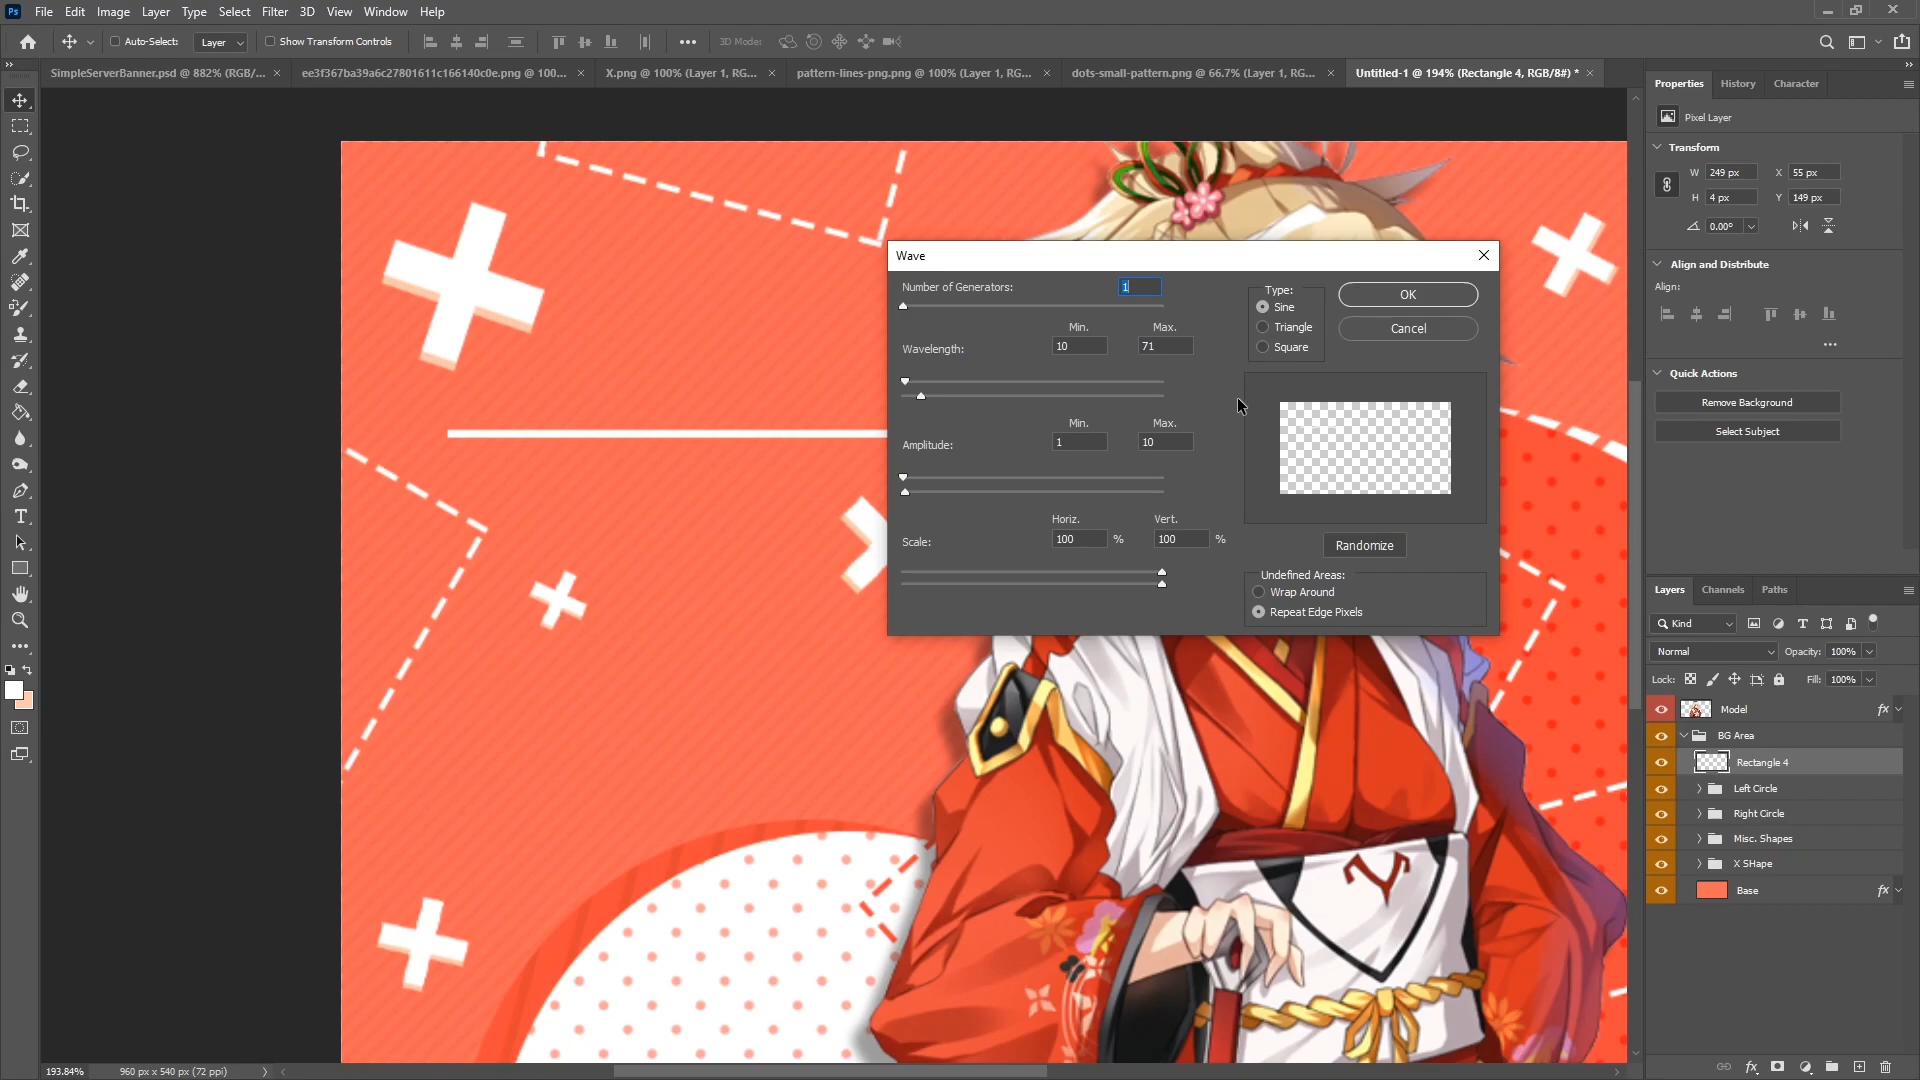 Ps File Edit Image Layer Type Select Filter 3D View Window Help
Auto-Select: Layer Show Transform Controls 3D Mode:
SimpleServerBanner.psd @ 882% (RGB/... ee3f367ba39a6c27801611c166140c0e.png @ 100... X.png @ 100% (Layer 1, RG... pattern-lines-png.png @ 100% (Layer 1, RG... dots-small-pattern.png @ 66.7% (Layer 1, RG... Untitled-1 @ 194% (Rectangle 4, RGB/8#) *
Wave
Number of Generators: 1
Min. Max.
Wavelength: 10 71
Min. Max.
Amplitude: 1 10
Horiz. Vert.
Scale: 100 % 100 %
Type:
Sine
Triangle
Square
OK
Cancel
Randomize
Undefined Areas:
Wrap Around
Repeat Edge Pixels
Properties History Character
Pixel Layer
Transform
W 249 px X 55 px
H 4 px Y 149 px
0.00°
Align and Distribute
Align:
Quick Actions
Remove Background
Select Subject
Layers Channels Paths
Kind
Normal Opacity: 100%
Lock: Fill: 100%
Model fx
BG Area
Rectangle 4
Left Circle
Right Circle
Misc. Shapes
X SHape
Base fx
193.84% 960 px x 540 px (72 ppi)
fx